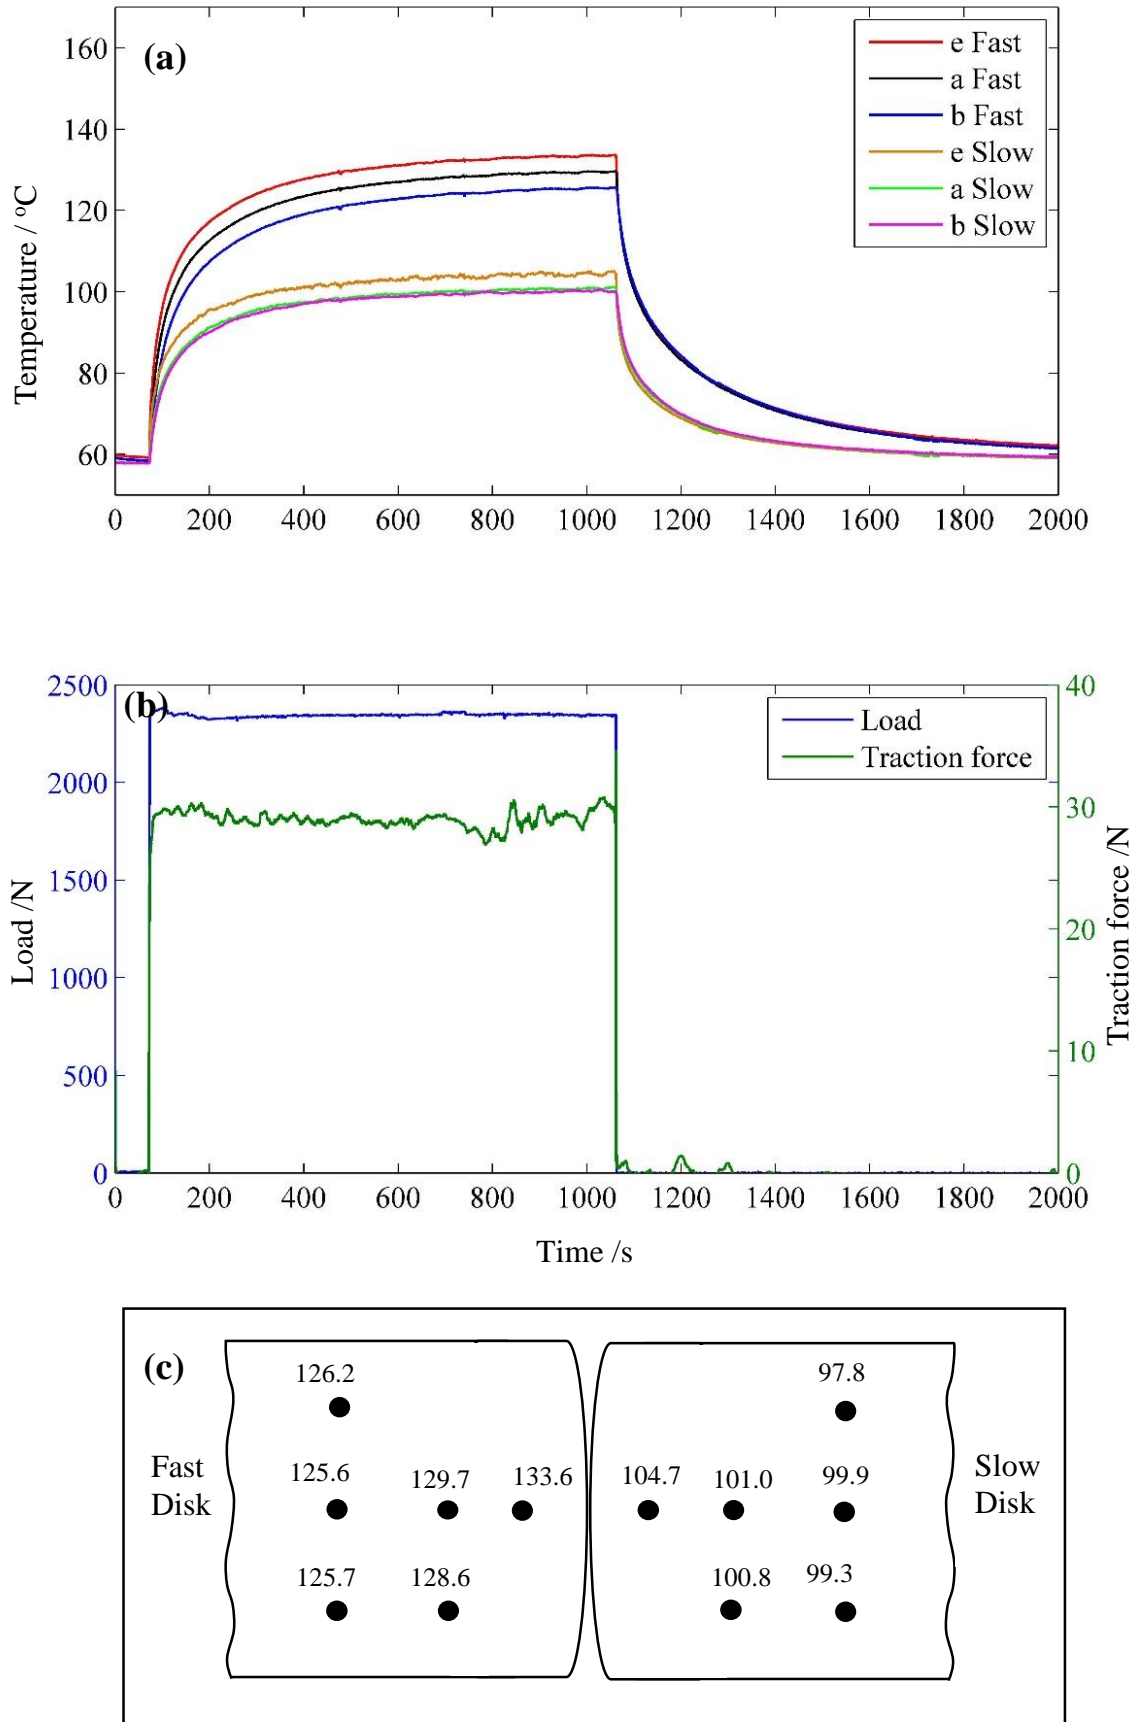 (a)
160
140
120
100
80
60
Temperature / °C
e Fast
a Fast
b Fast
e Slow
a Slow
b Slow
0 200 400 600 800 1000 1200 1400 1600 1800 2000
(b)
2500
2000
1500
1000
500
0
Load /N
Load
Traction force
40
30
20
10
0
Traction force /N
0 200 400 600 800 1000 1200 1400 1600 1800 2000
Time /s
(c)
126.2 97.8
Fast
Disk
125.6 129.7 133.6 104.7 101.0 99.9
Slow
Disk
125.7 128.6 100.8 99.3